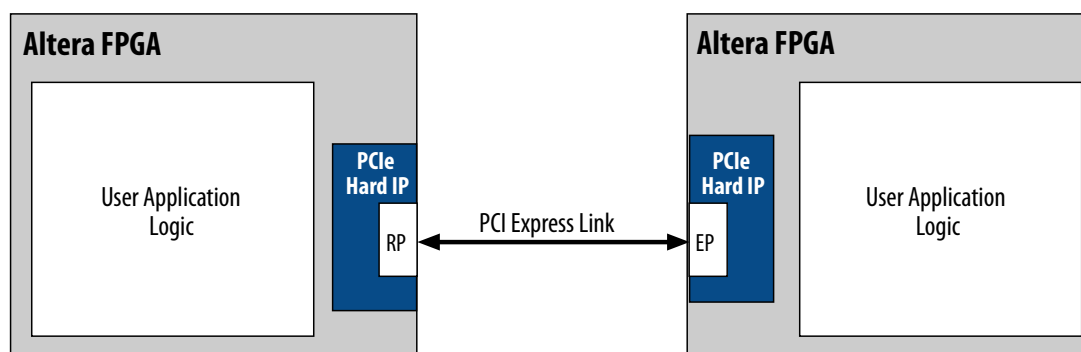 Altera FPGA
User Application
Logic
PCIe
Hard IP
RP
PCI Express Link
Altera FPGA
PCIe
Hard IP
EP
User Application
Logic